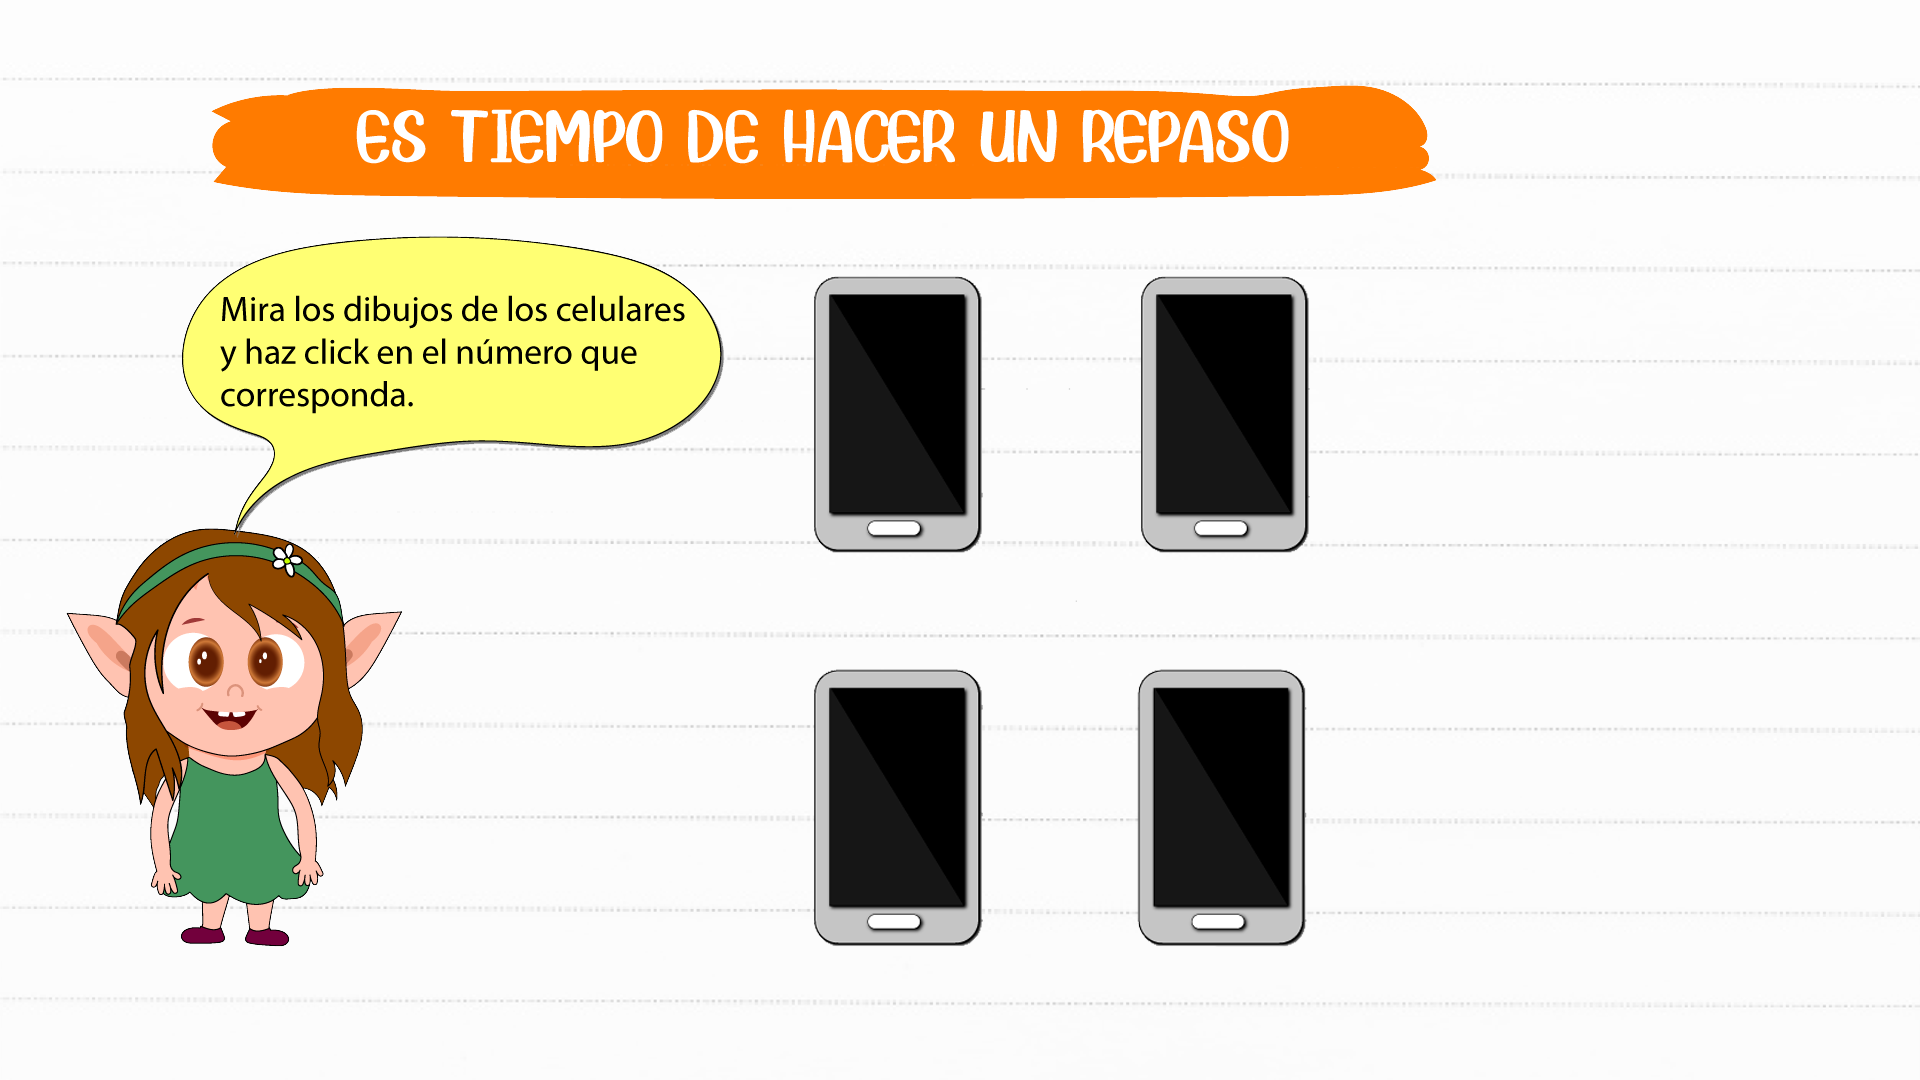 ES TIEMPO DE HACER UN REPASO
Mira los dibujos de los celulares
y haz click en el número que
corresponda.